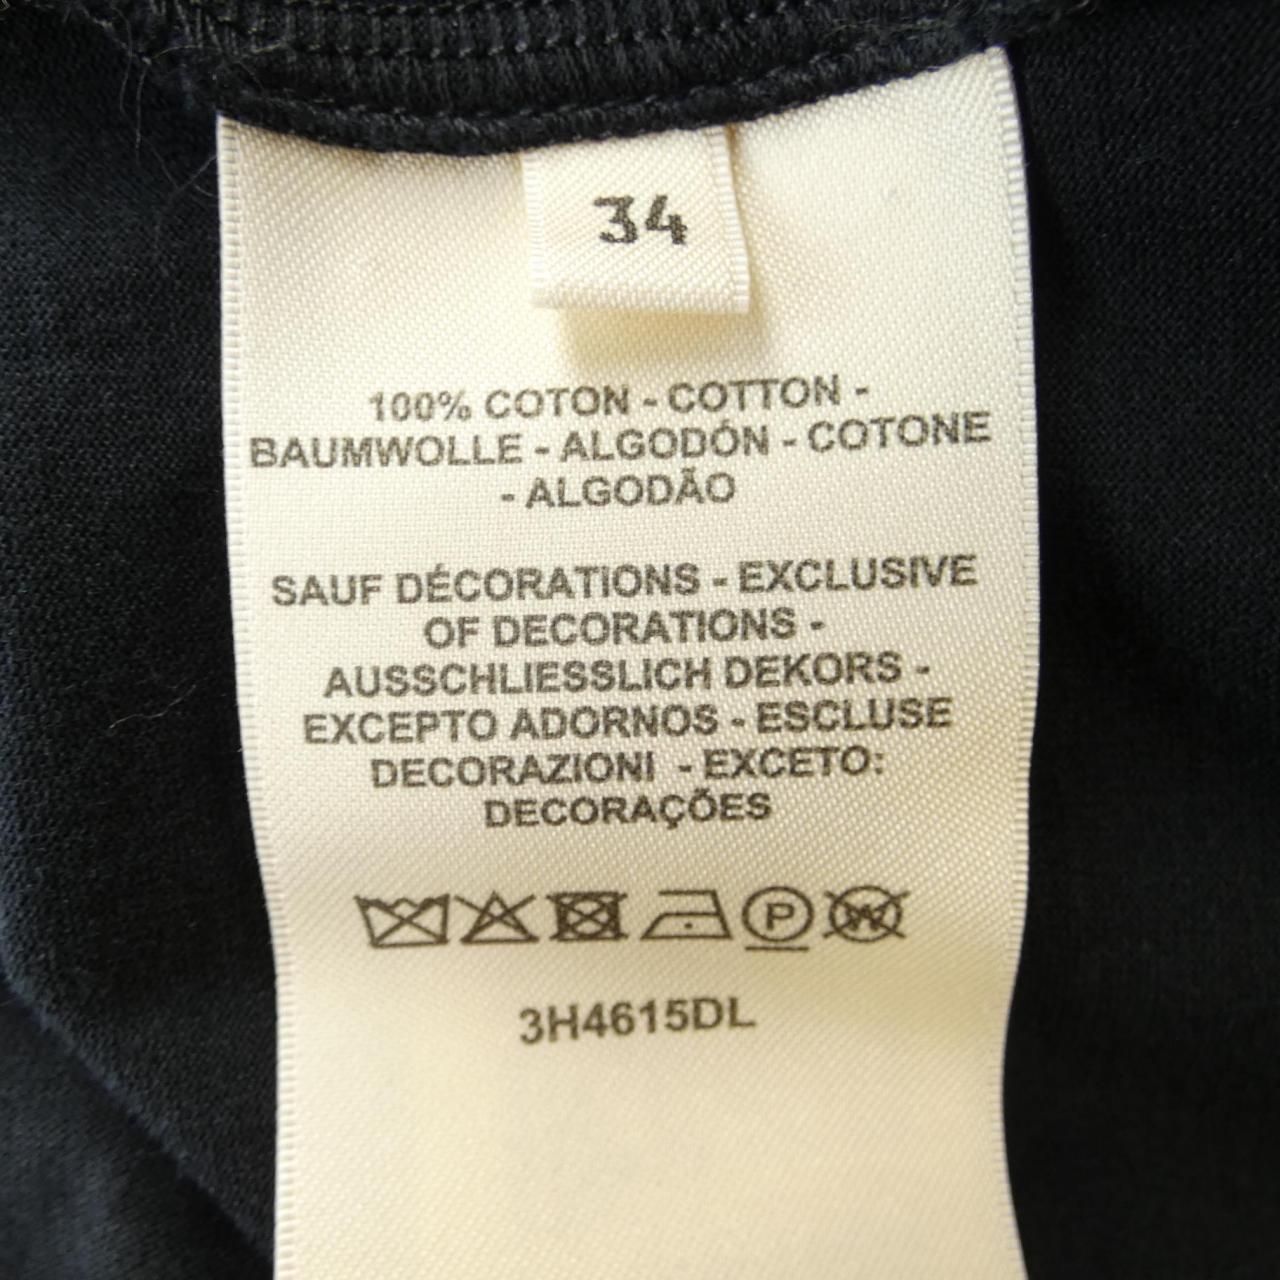 34
100% COTON - COTTON -
BAUMWOLLE - ALGODÓN - COTONE
- ALGODÃO
SAUF DÉCORATIONS - EXCLUSIVE
OF DECORATIONS -
AUSSCHLIESSLICH DEKORS -
EXCEPTO ADORNOS - ESCLUSE
DECORAZIONI - EXCETO:
DECORAÇÕES
P W
3H4615DL